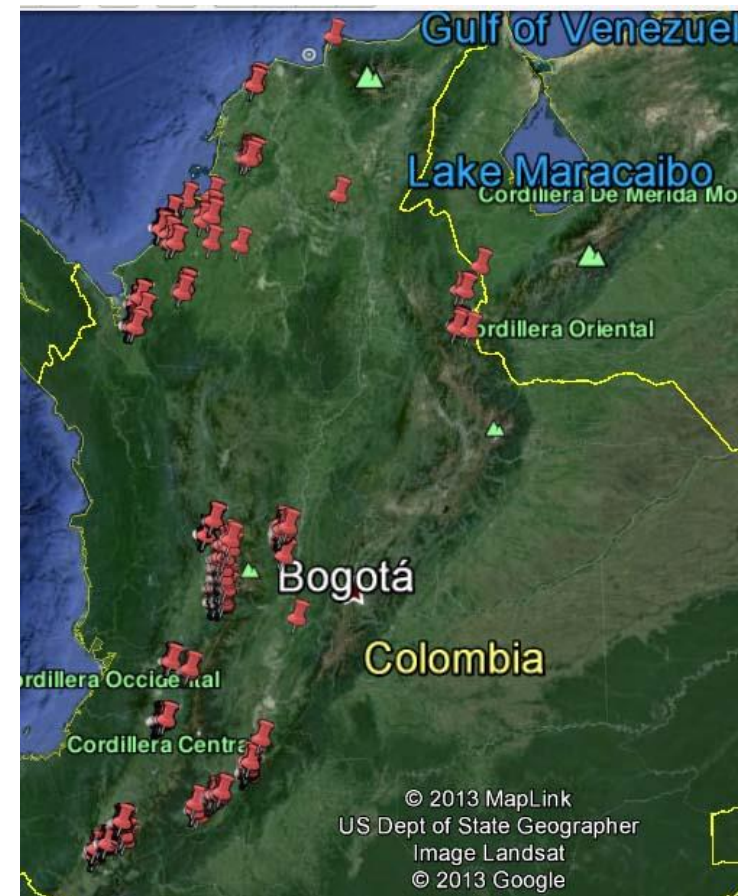 Gulf of Venezuel
Lake Maracaibo
Cordillera De Merida Mo
ordillera Oriental
Bogotá
Colombia
ordillera Occide ntal
Cordillera Centra
© 2013 MapLink
US Dept of State Geographer
Image Landsat
© 2013 Google